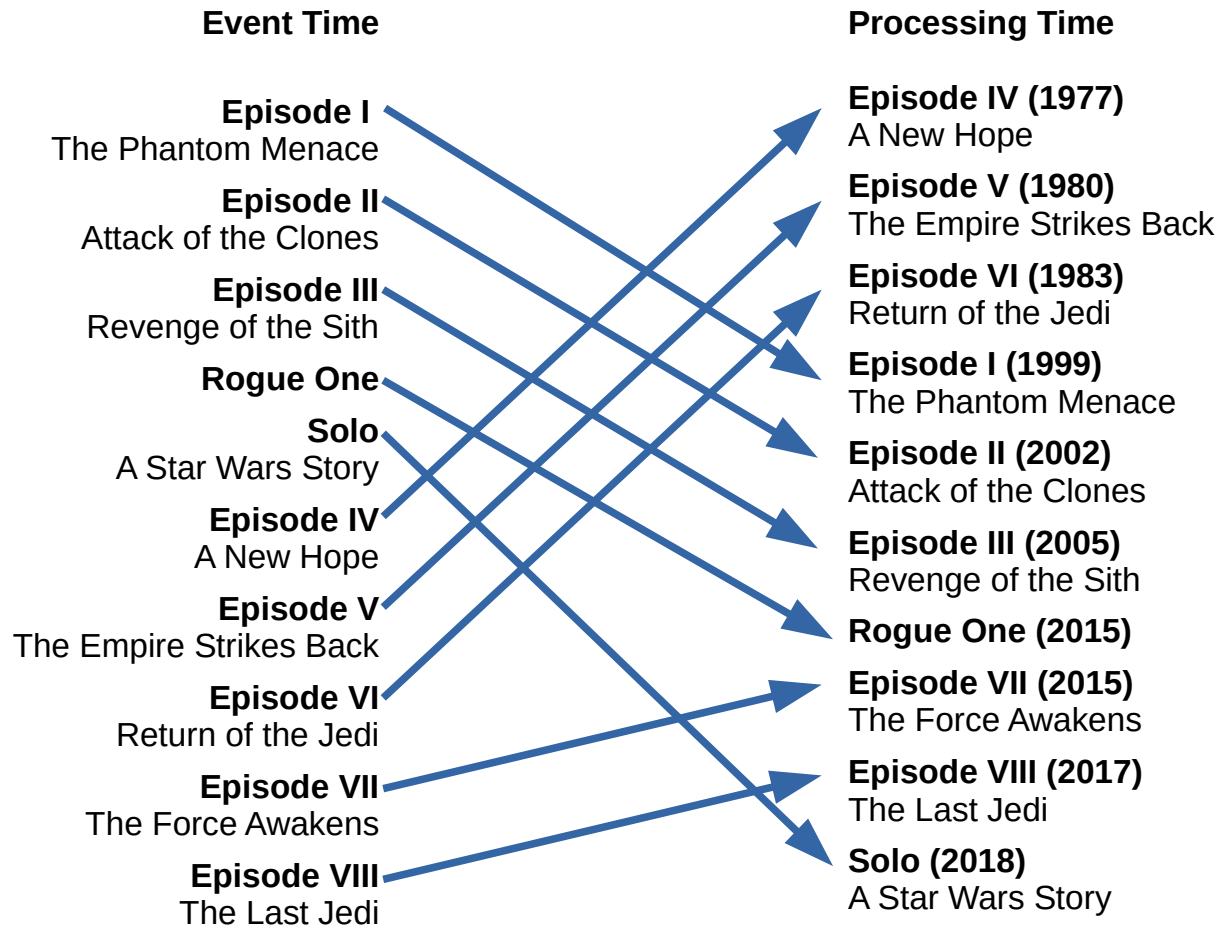 Event Time
Episode I
The Phantom Menace
Episode II
Attack of the Clones
Episode III
Revenge of the Sith
Rogue One
Solo
A Star Wars Story
Episode IV
A New Hope
Episode V
The Empire Strikes Back
Episode VI
Return of the Jedi
Episode VII
The Force Awakens
Episode VIII
The Last Jedi
Processing Time
Episode IV (1977)
A New Hope
Episode V (1980)
The Empire Strikes Back
Episode VI (1983)
Return of the Jedi
Episode I (1999)
The Phantom Menace
Episode II (2002)
Attack of the Clones
Episode III (2005)
Revenge of the Sith
Rogue One (2015)
Episode VII (2015)
The Force Awakens
Episode VIII (2017)
The Last Jedi
Solo (2018)
A Star Wars Story